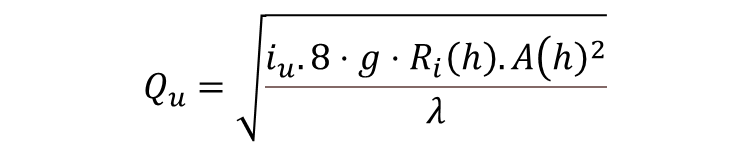 Q_u = √(i_u.8 · g · R_i(h).A(h)² / λ)